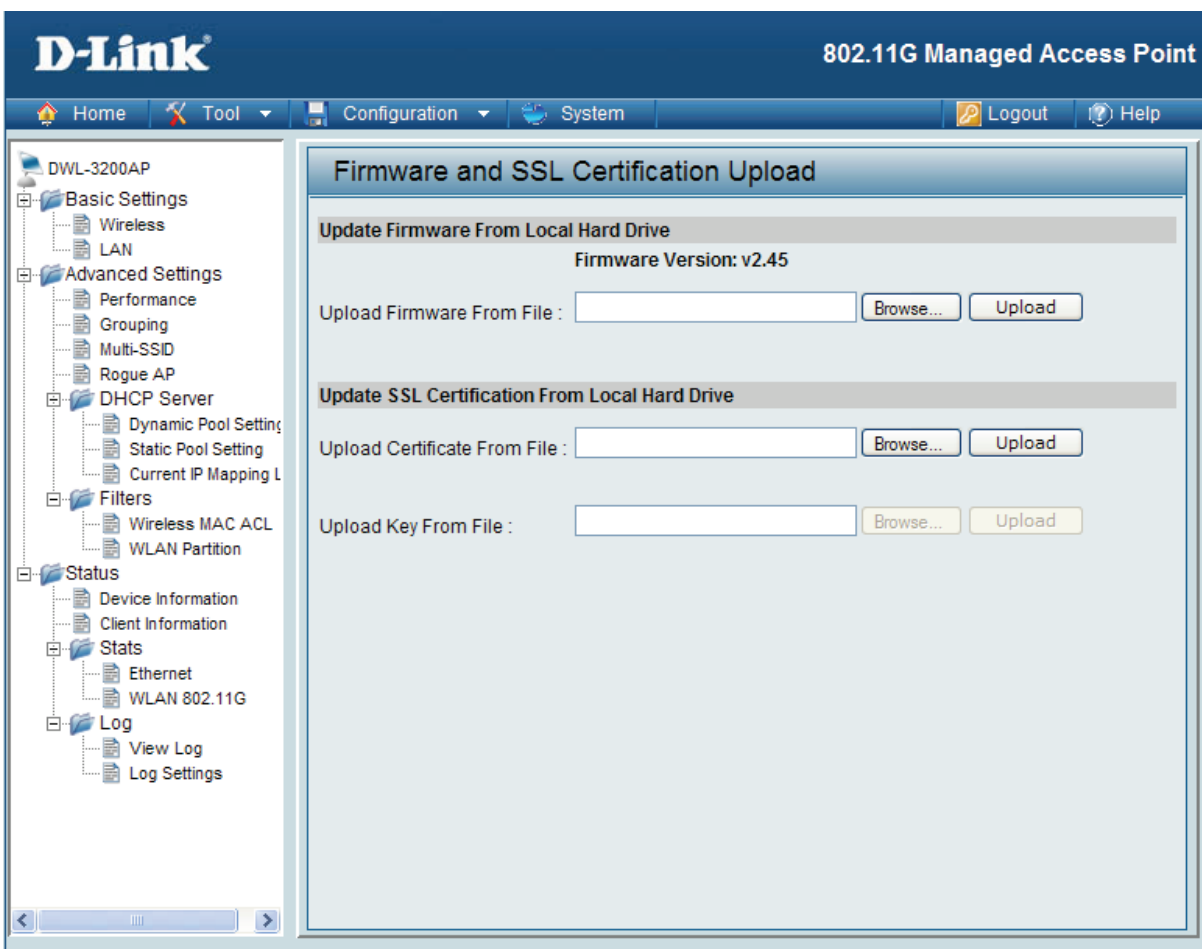 D-Link
802.11G Managed Access Point
Home Tool Configuration System Logout Help
DWL-3200AP
Basic Settings
Wireless
LAN
Advanced Settings
Performance
Grouping
Multi-SSID
Rogue AP
DHCP Server
Dynamic Pool Setting
Static Pool Setting
Current IP Mapping L
Filters
Wireless MAC ACL
WLAN Partition
Status
Device Information
Client Information
Stats
Ethernet
WLAN 802.11G
Log
View Log
Log Settings
Firmware and SSL Certification Upload
Update Firmware From Local Hard Drive
Firmware Version: v2.45
Upload Firmware From File : Browse... Upload
Update SSL Certification From Local Hard Drive
Upload Certificate From File : Browse... Upload
Upload Key From File : Browse... Upload